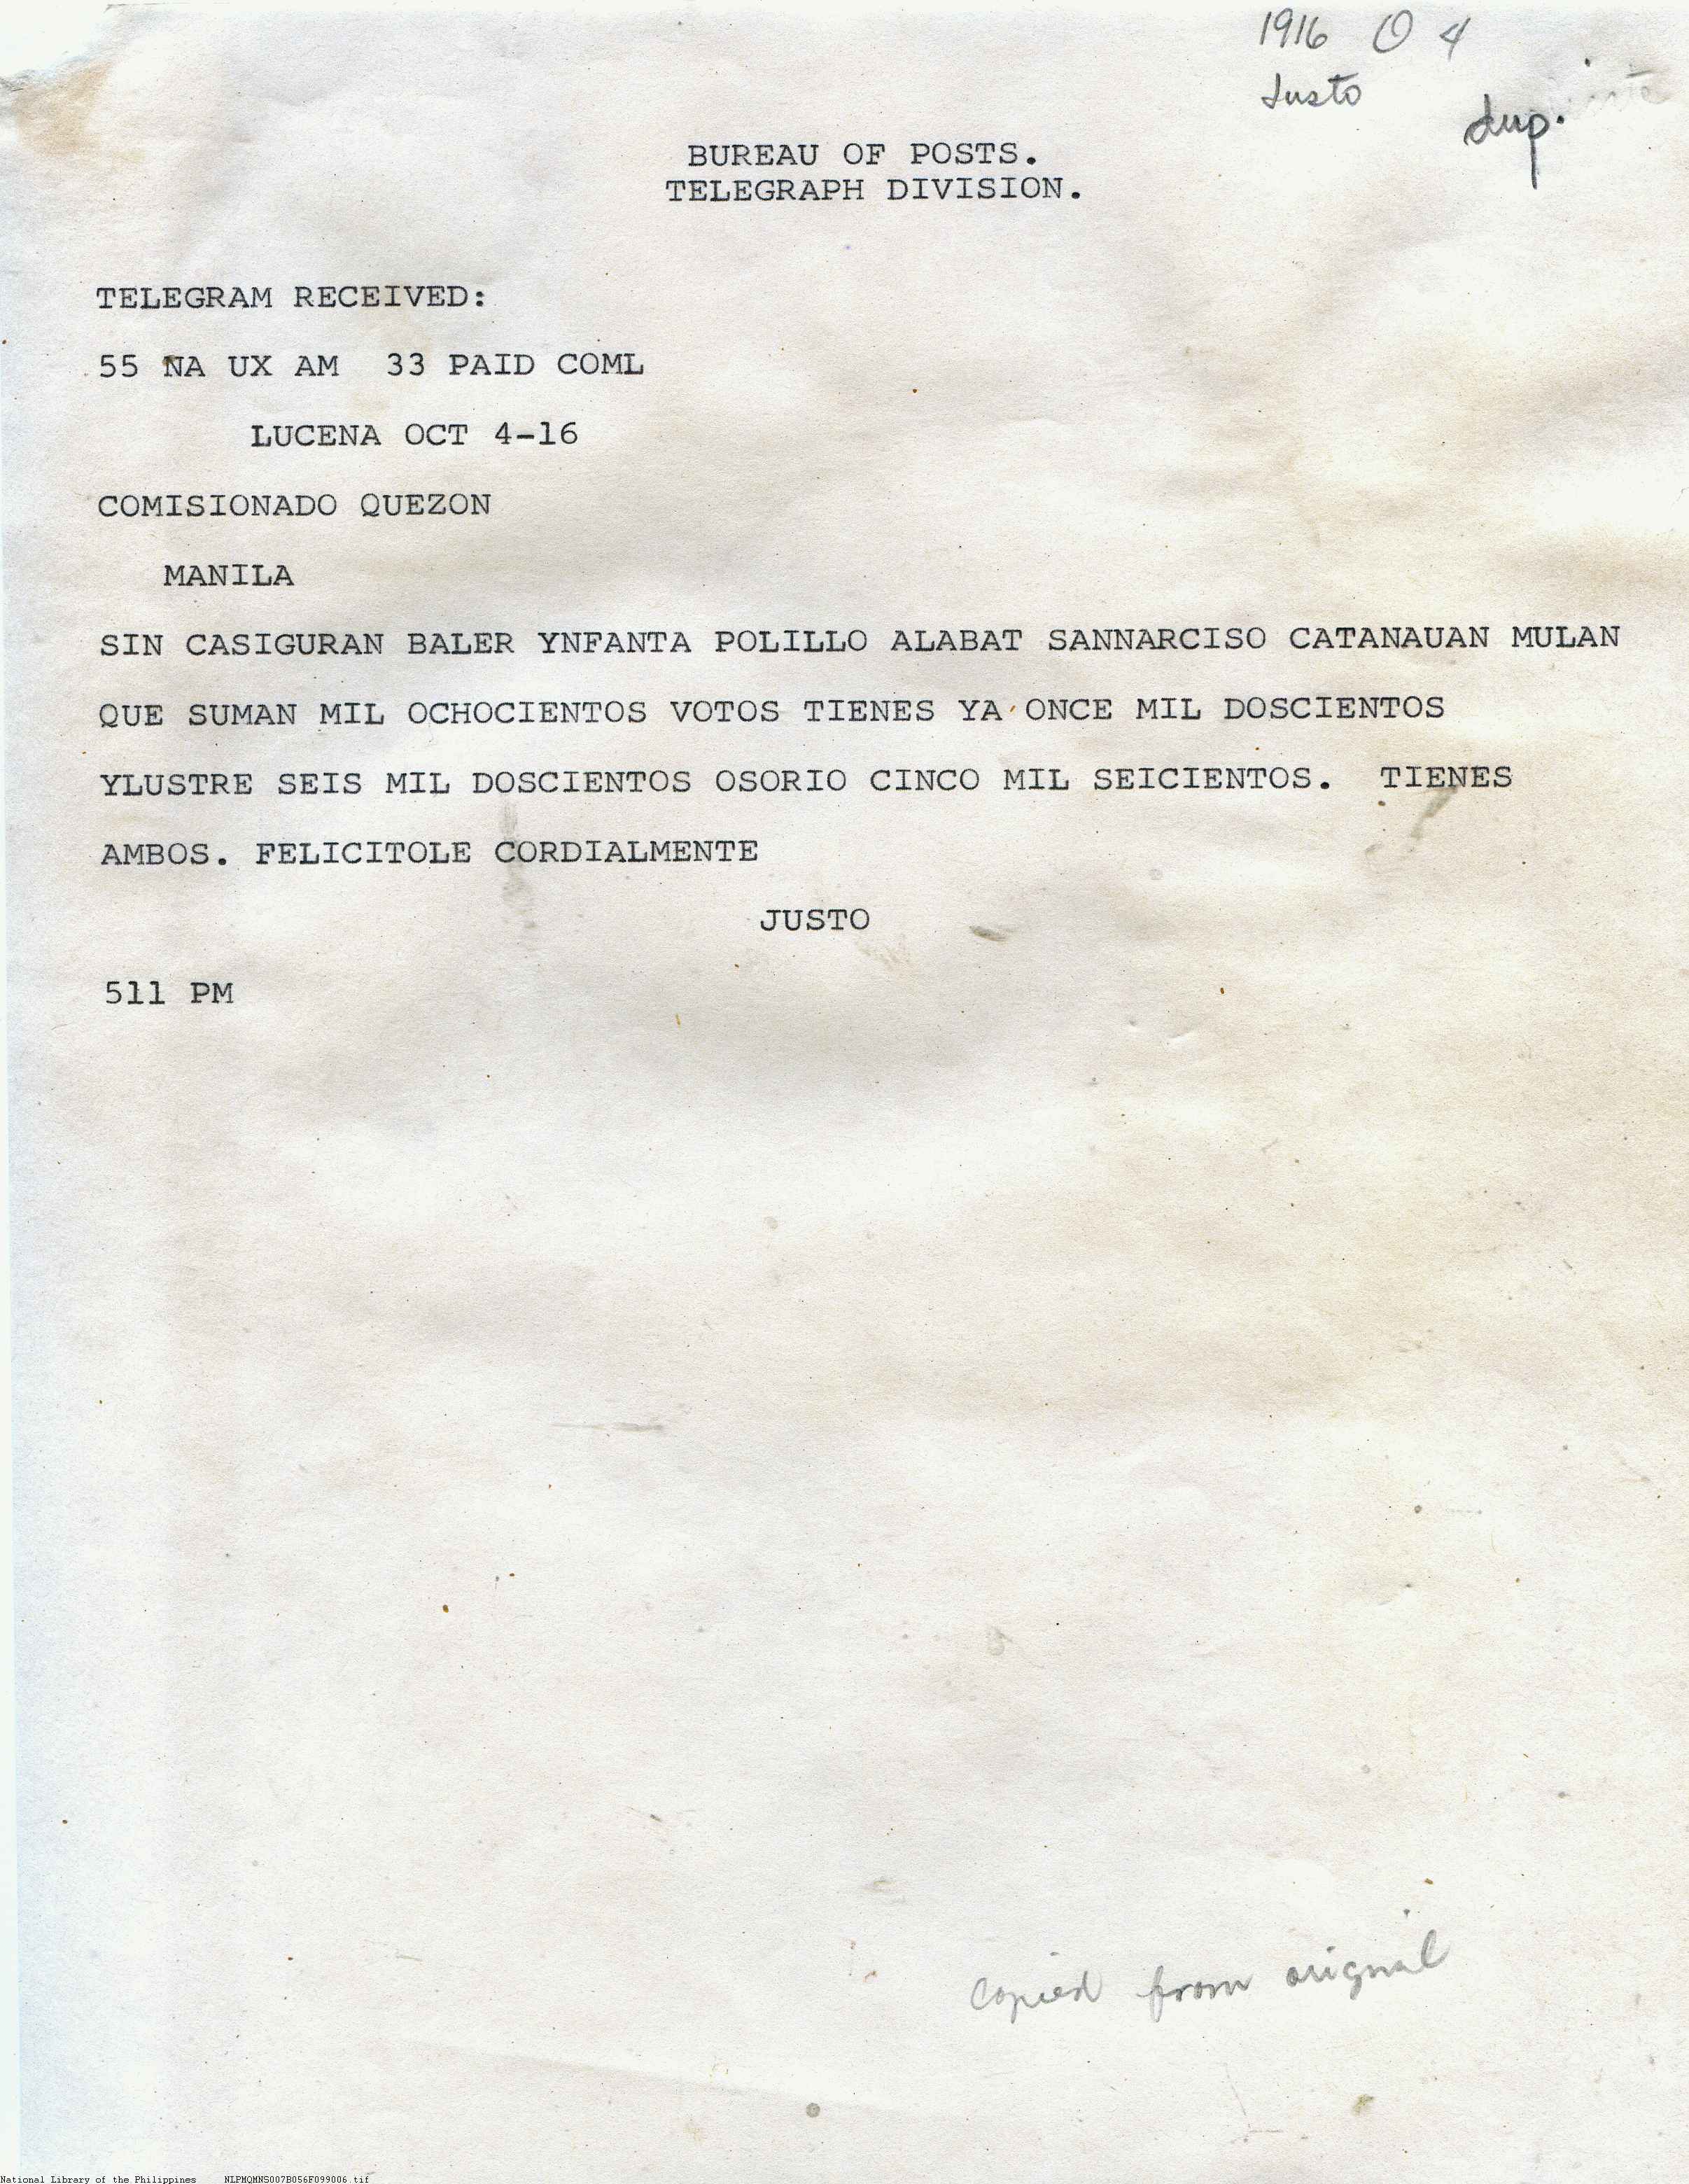 1916 O 4
Justo
dup.
BUREAU OF POSTS.
TELEGRAPH DIVISION.
TELEGRAM RECEIVED:
55 NA UX AM 33 PAID COML
LUCENA OCT 4-16
COMISIONADO QUEZON
MANILA
SIN CASIGURAN BALER YNFANTA POLILLO ALABAT SANNARCISO CATANAUAN MULAN
QUE SUMAN MIL OCHOCIENTOS VOTOS TIENES YA ONCE MIL DOSCIENTOS
YLUSTRE SEIS MIL DOSCIENTOS OSORIO CINCO MIL SEICIENTOS. TIENES
AMBOS. FELICITOLE CORDIALMENTE
JUSTO
511 PM
copied from orignal
National Library of the Philippines NLPMQMNS007B056F099006.tif